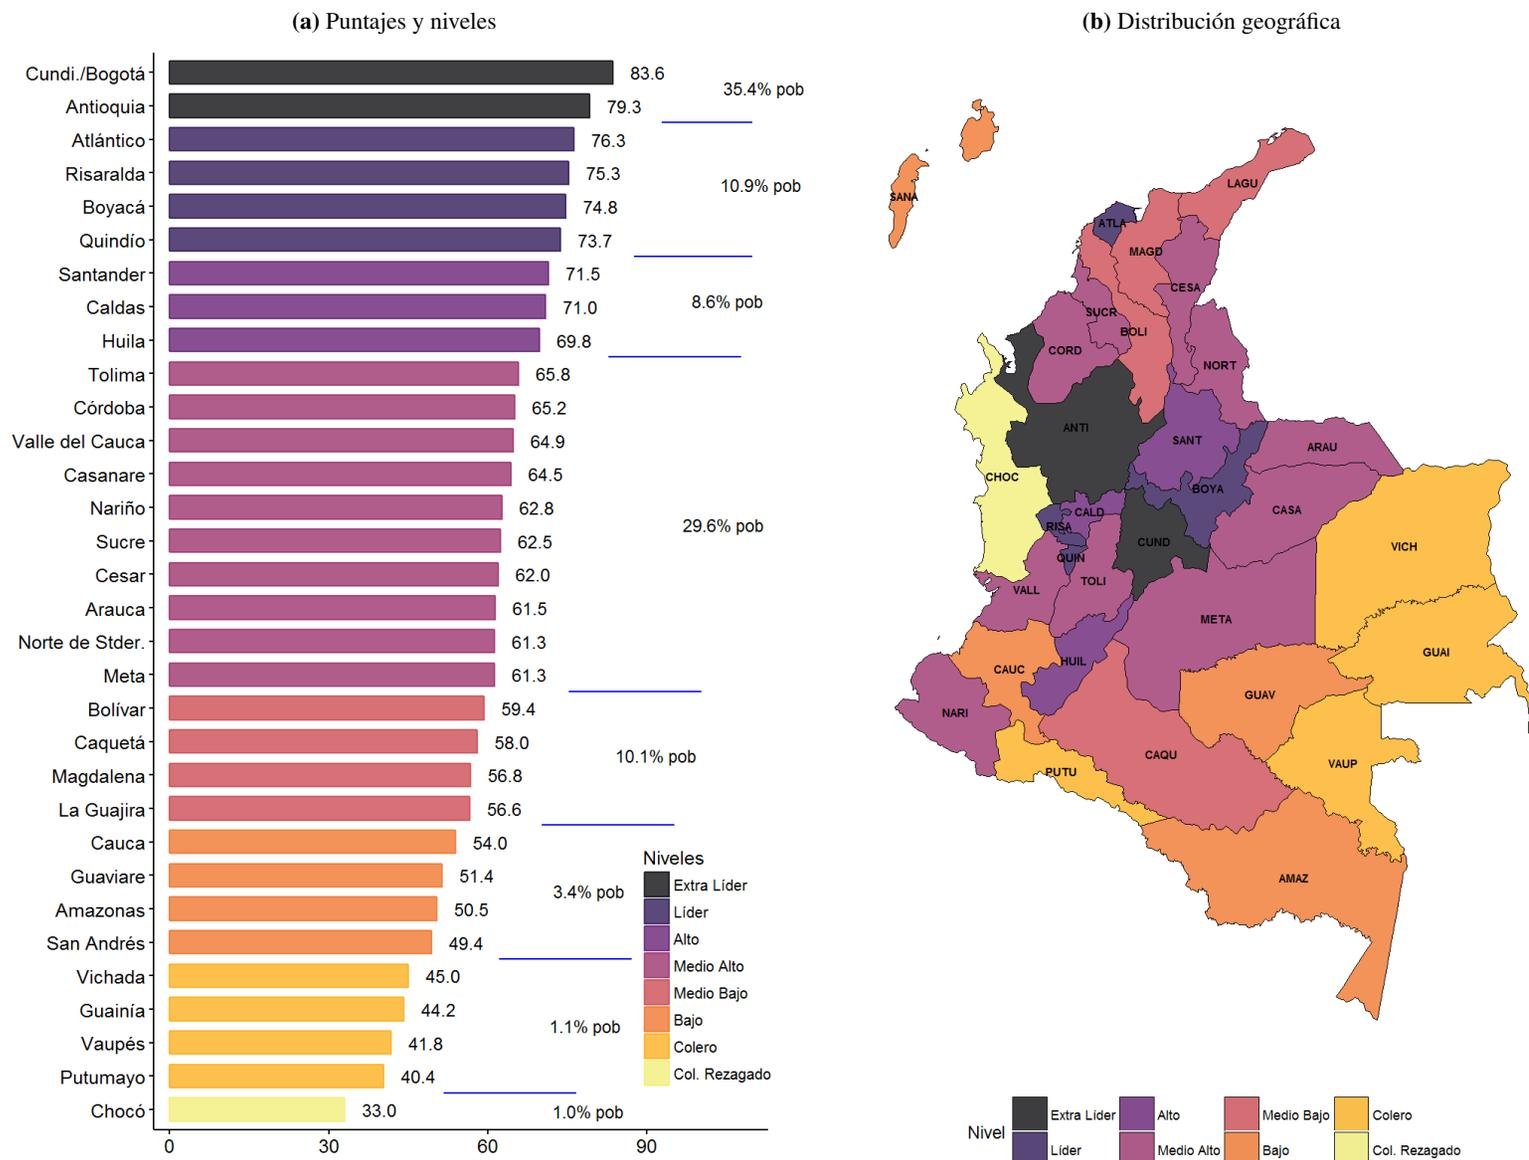 (a) Puntajes y niveles
Cundi./Bogotá 83.6
35.4% pob
Antioquia 79.3
Atlántico 76.3
Risaralda 75.3
10.9% pob
Boyacá 74.8
Quindío 73.7
Santander 71.5
8.6% pob
Caldas 71.0
Huila 69.8
Tolima 65.8
Córdoba 65.2
Valle del Cauca 64.9
Casanare 64.5
Nariño 62.8
29.6% pob
Sucre 62.5
Cesar 62.0
Arauca 61.5
Norte de Stder. 61.3
Meta 61.3
Bolívar 59.4
Caquetá 58.0
10.1% pob
Magdalena 56.8
La Guajira 56.6
Cauca 54.0
Guaviare 51.4
3.4% pob
Amazonas 50.5
San Andrés 49.4
Vichada 45.0
Guainía 44.2
1.1% pob
Vaupés 41.8
Putumayo 40.4
Chocó 33.0
1.0% pob
0 30 60 90
Niveles
Extra Líder
Líder
Alto
Medio Alto
Medio Bajo
Bajo
Colero
Col. Rezagado
(b) Distribución geográfica
LAGU
SANA
ATLA
MAGD
CESA
SUCR
BOLI
CORD
NORT
ANTI
SANT
ARAU
CHOC
BOYA
CALD
CASA
RISA
CUND
VICH
QUIN
TOLI
VALL
META
GUAI
HUIL
CAUC
GUAV
NARI
CAQU
VAUP
PUTU
AMAZ
Nivel
Extra Líder Alto Medio Bajo Colero
Líder Medio Alto Bajo Col. Rezagado